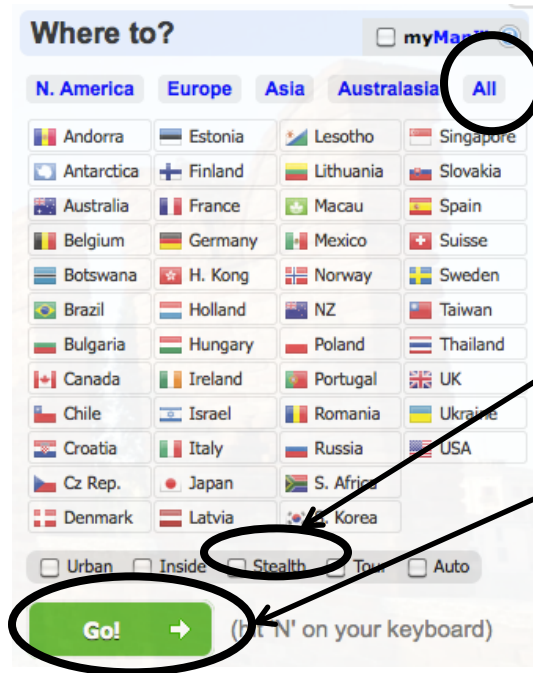 Where to?
myMania
N. America Europe Asia Australasia All
Andorra Estonia Lesotho Singapore
Antarctica Finland Lithuania Slovakia
Australia France Macau Spain
Belgium Germany Mexico Suisse
Botswana H. Kong Norway Sweden
Brazil Holland NZ Taiwan
Bulgaria Hungary Poland Thailand
Canada Ireland Portugal UK
Chile Israel Romania Ukraine
Croatia Italy Russia USA
Cz Rep. Japan S. Africa
Denmark Latvia S. Korea
Urban Inside Stealth Tour Auto
Go! (hit 'N' on your keyboard)